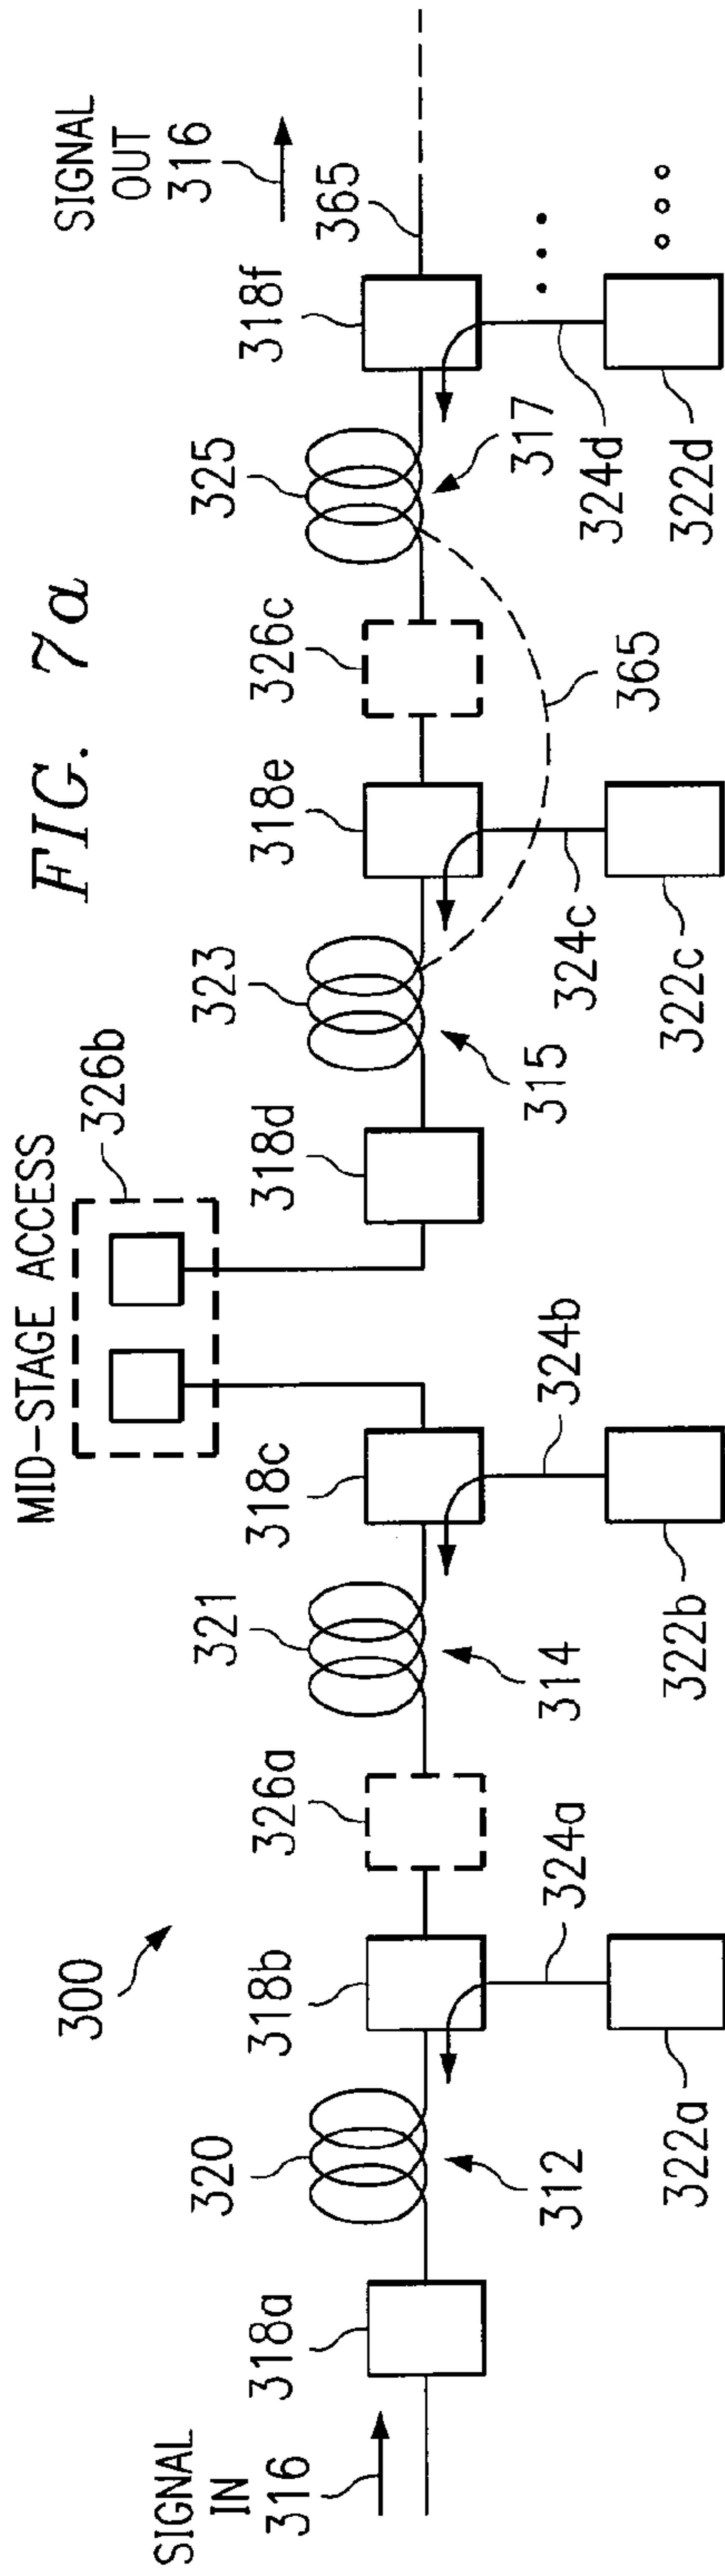 FIG. 7a
300
MID-STAGE ACCESS
326b
SIGNAL
IN
316
318a
320
312
318b
324a
322a
326a
321
314
318c
324b
322b
318d
323
315
318e
324c
322c
365
326c
325
317
318f
324d
322d
365
SIGNAL
OUT
316